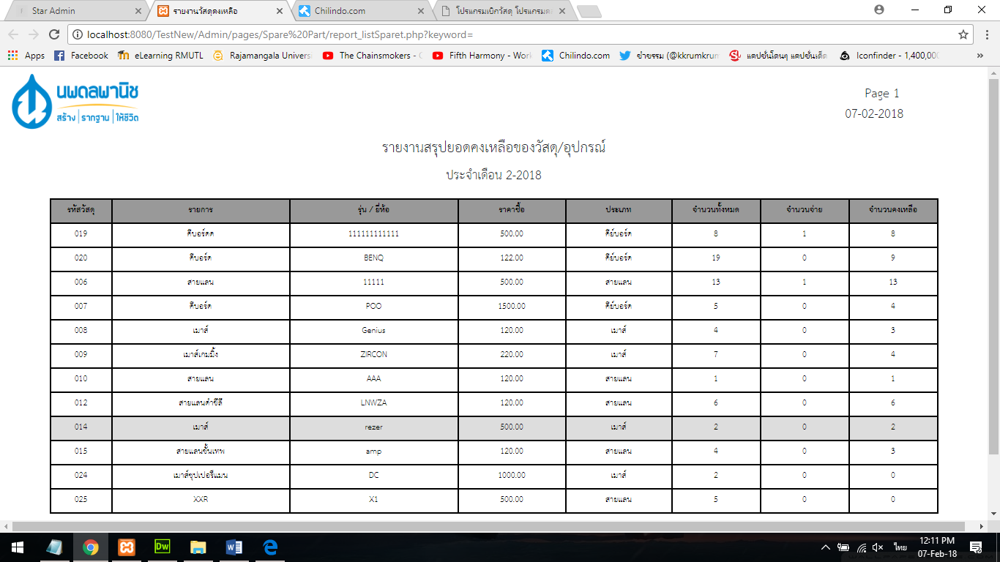 Star Admin
รายงานวัสดุคงเหลือ
Chilindo.com
โปรแกรมเบิกวัสดุ โปรแกรม
localhost:8080/TestNew/Admin/pages/Spare%20Part/report_listSparet.php?keyword=
Apps Facebook eLearning RMUTL Rajamangala Univers The Chainsmokers - Fifth Harmony - Work Chilindo.com ขำขรรม (@kkrumkrum แคปชั่นโดนๆ แคปชั่นเด็ด Iconfinder - 1,400,000 »
นพดลพานิช
สร้าง | รากฐาน | ให้ชีวิต
Page 1
07-02-2018
รายงานสรุปยอดคงเหลือของวัสดุ/อุปกรณ์
ประจำเดือน 2-2018
รหัสวัสดุ รายการ รุ่น / ยี่ห้อ ราคาซื้อ ประเภท จำนวนทั้งหมด จำนวนจ่าย จำนวนคงเหลือ
019 คีบอร์ดด 111111111111 500.00 คีย์บอร์ด 8 1 8
020 คีบอร์ด BENQ 122.00 คีย์บอร์ด 19 0 9
006 สายแลน 11111 500.00 สายแลน 13 1 13
007 คีบอร์ด POO 1500.00 คีย์บอร์ด 5 0 4
008 เมาส์ Genius 120.00 เมาส์ 4 0 3
009 เมาส์เกมมิ้ง ZIRCON 220.00 เมาส์ 7 0 4
010 สายแลน AAA 120.00 สายแลน 1 0 1
012 สายแลนดำขีลี LNWZA 120.00 สายแลน 6 0 6
014 เมาส์ rezer 500.00 เมาส์ 2 0 2
015 สายแลนขั้นเทพ amp 120.00 สายแลน 4 0 3
024 เมาส์ซุปเปอรีแมน DC 1000.00 เมาส์ 2 0 0
025 XXR X1 500.00 สายแลน 5 0 0
Dw
ไทย
12:11 PM
07-Feb-18